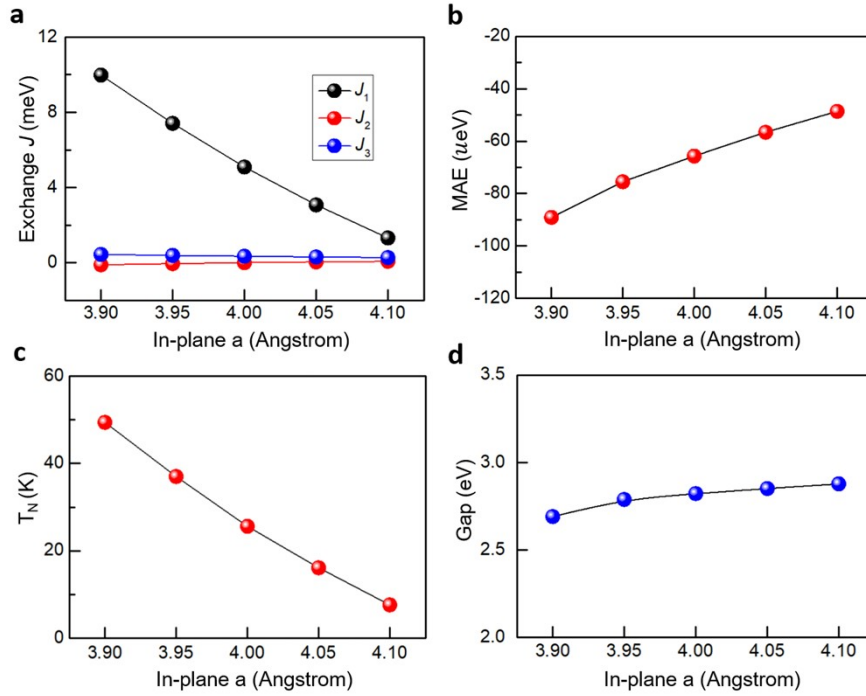 a
12
8
4
0
Exchange J (meV)
J1
J2
J3
3.90 3.95 4.00 4.05 4.10
In-plane a (Angstrom)
b
-20
-40
-60
-80
-100
-120
MAE (ueV)
3.90 3.95 4.00 4.05 4.10
In-plane a (Angstrom)
c
60
40
20
0
TN (K)
3.90 3.95 4.00 4.05 4.10
In-plane a (Angstrom)
d
3.5
3.0
2.5
2.0
Gap (eV)
3.90 3.95 4.00 4.05 4.10
In-plane a (Angstrom)